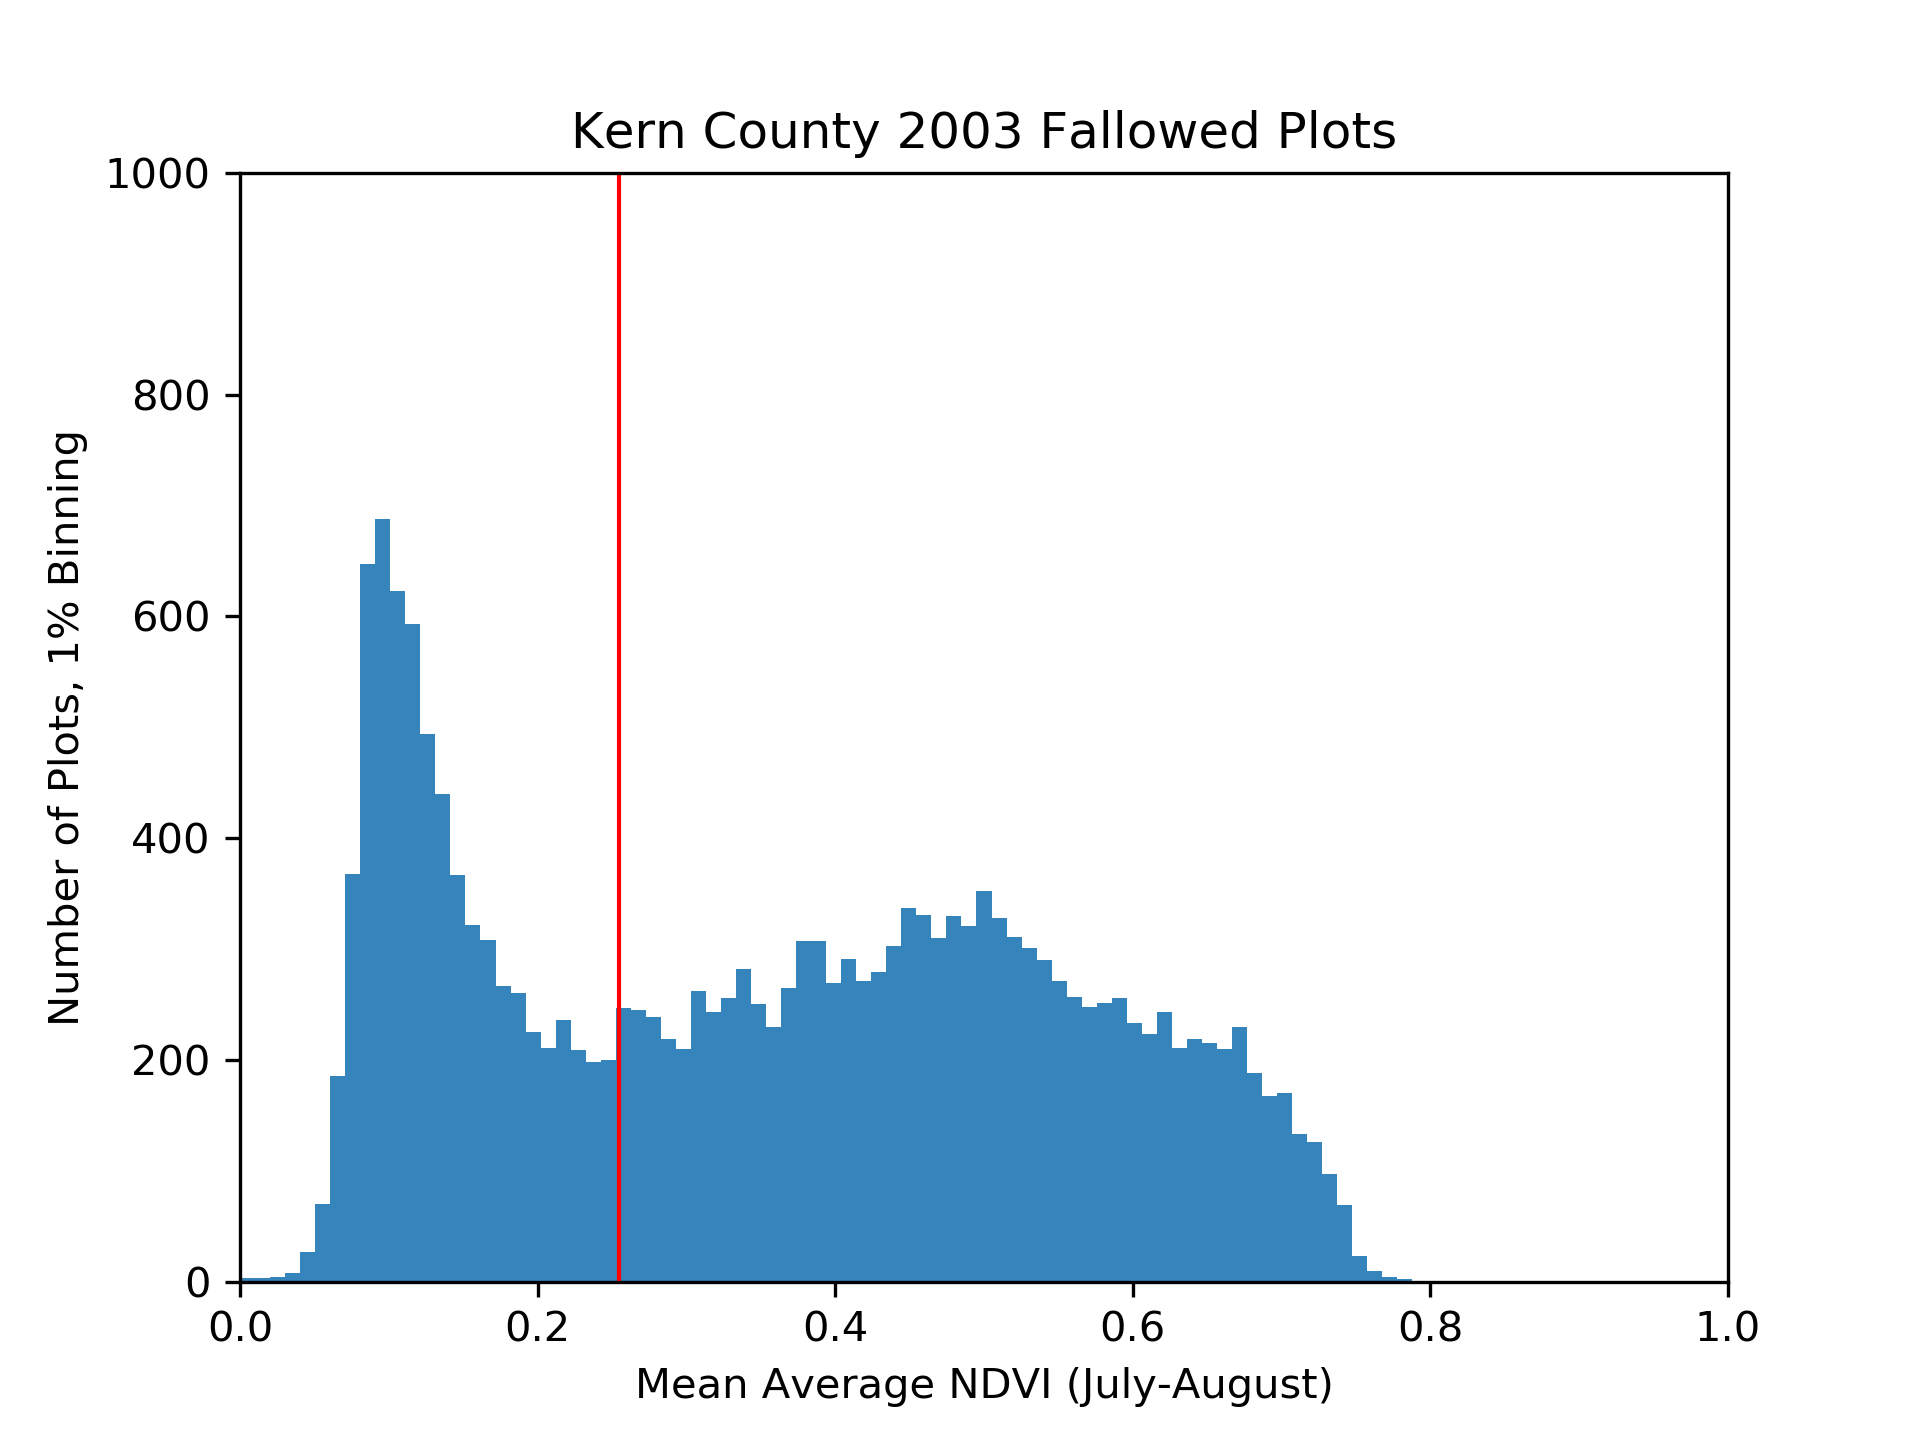 Kern County 2003 Fallowed Plots
1000
800
600
400
200
0
Number of Plots, 1% Binning
0.0 0.2 0.4 0.6 0.8 1.0
Mean Average NDVI (July-August)